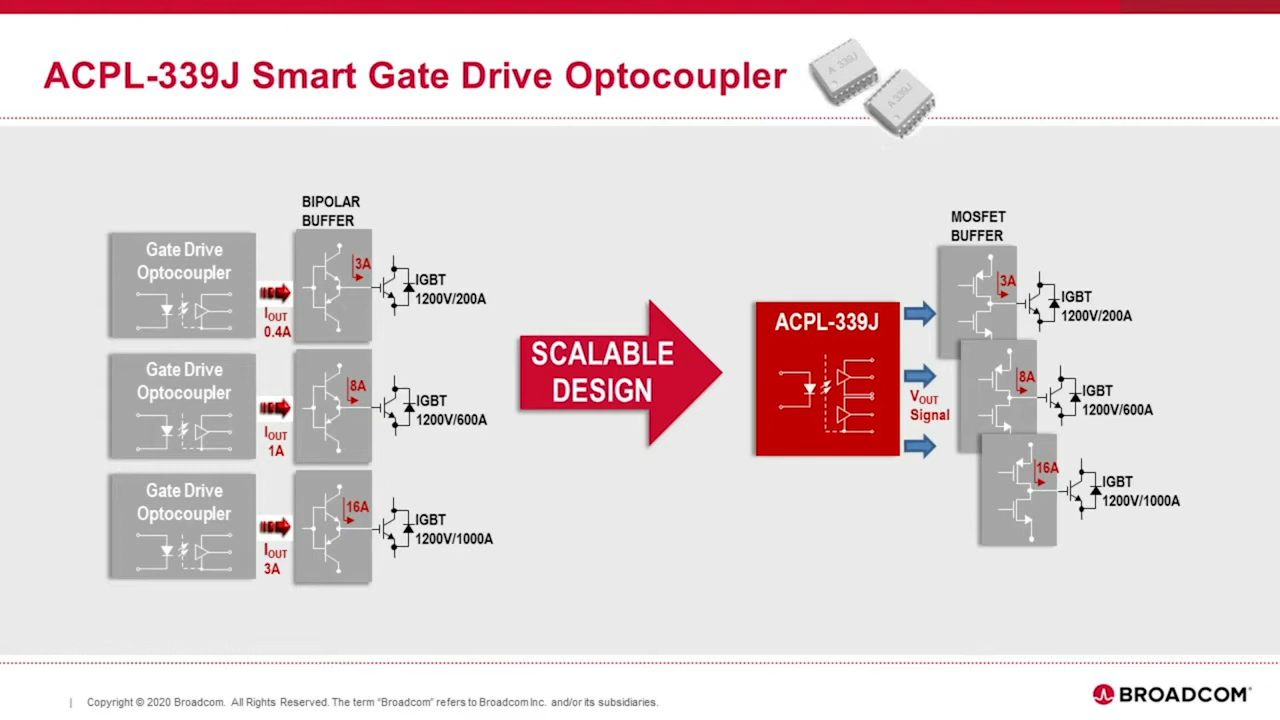 ACPL-339J Smart Gate Drive Optocoupler
A 339J
A 339J
BIPOLAR
BUFFER
Gate Drive
Optocoupler
IOUT
0.4A
3A
IGBT
1200V/200A
Gate Drive
Optocoupler
IOUT
1A
8A
IGBT
1200V/600A
Gate Drive
Optocoupler
IOUT
3A
16A
IGBT
1200V/1000A
SCALABLE
DESIGN
ACPL-339J
VOUT
Signal
MOSFET
BUFFER
3A
IGBT
1200V/200A
8A
IGBT
1200V/600A
16A
IGBT
1200V/1000A
| Copyright © 2020 Broadcom. All Rights Reserved. The term “Broadcom” refers to Broadcom Inc. and/or its subsidiaries.
BROADCOM